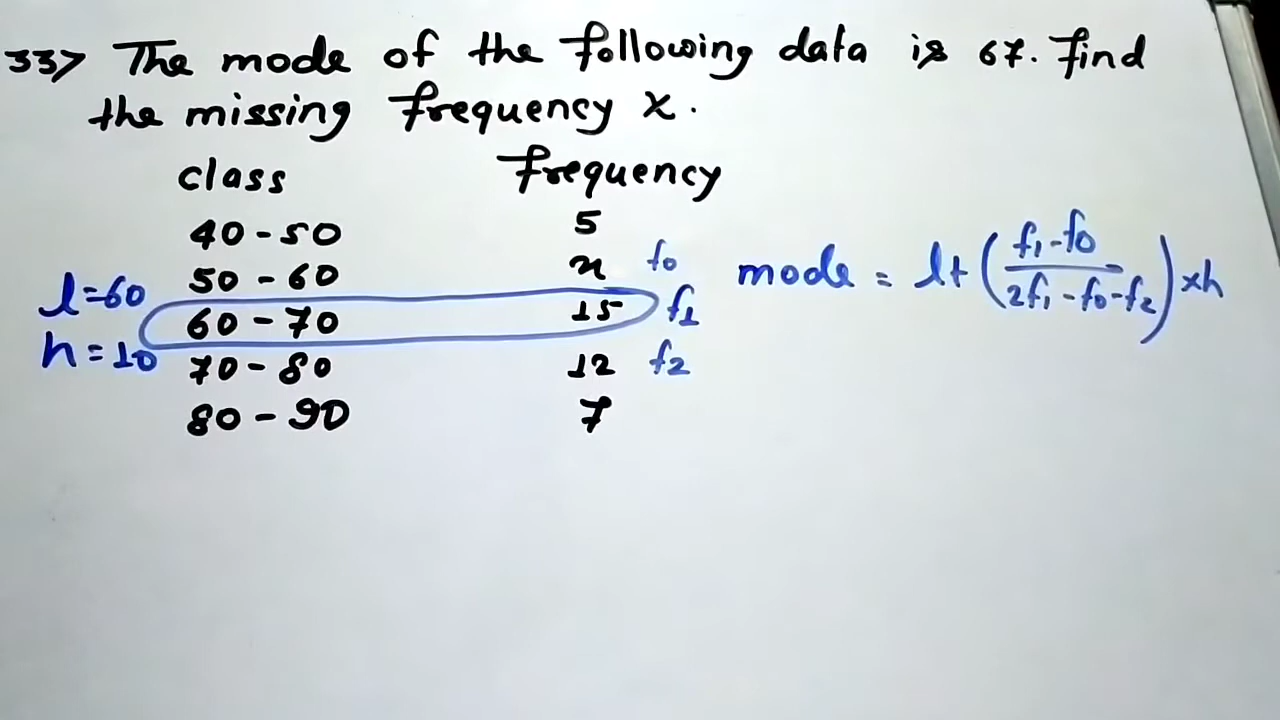 33> The mode of the following data is 67. Find
the missing frequency x.
class frequency
40 - 50 5
50 - 60 x f0
l=60 60 - 70 15 f1
h=10 70 - 80 12 f2
80 - 90 7
mode = l+(f1-f0/2f1-f0-f2)×h